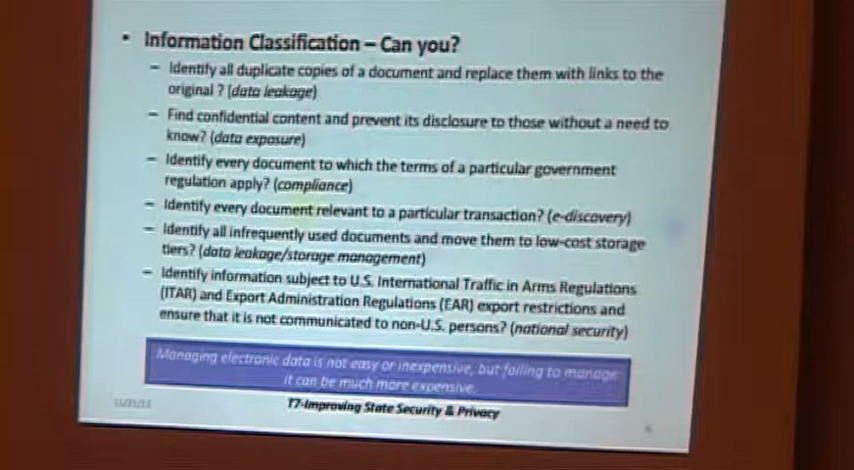 • Information Classification – Can you?
– Identify all duplicate copies of a document and replace them with links to the
original ? (data leakage)
– Find confidential content and prevent its disclosure to those without a need to
know? (data exposure)
– Identify every document to which the terms of a particular government
regulation apply? (compliance)
– Identify every document relevant to a particular transaction? (e-discovery)
– Identify all infrequently used documents and move them to low-cost storage
tiers? (data leakage/storage management)
– Identify information subject to U.S. International Traffic in Arms Regulations
(ITAR) and Export Administration Regulations (EAR) export restrictions and
ensure that it is not communicated to non-U.S. persons? (national security)
Managing electronic data is not easy or inexpensive, but failing to manage
it can be much more expensive.
T7-Improving State Security & Privacy